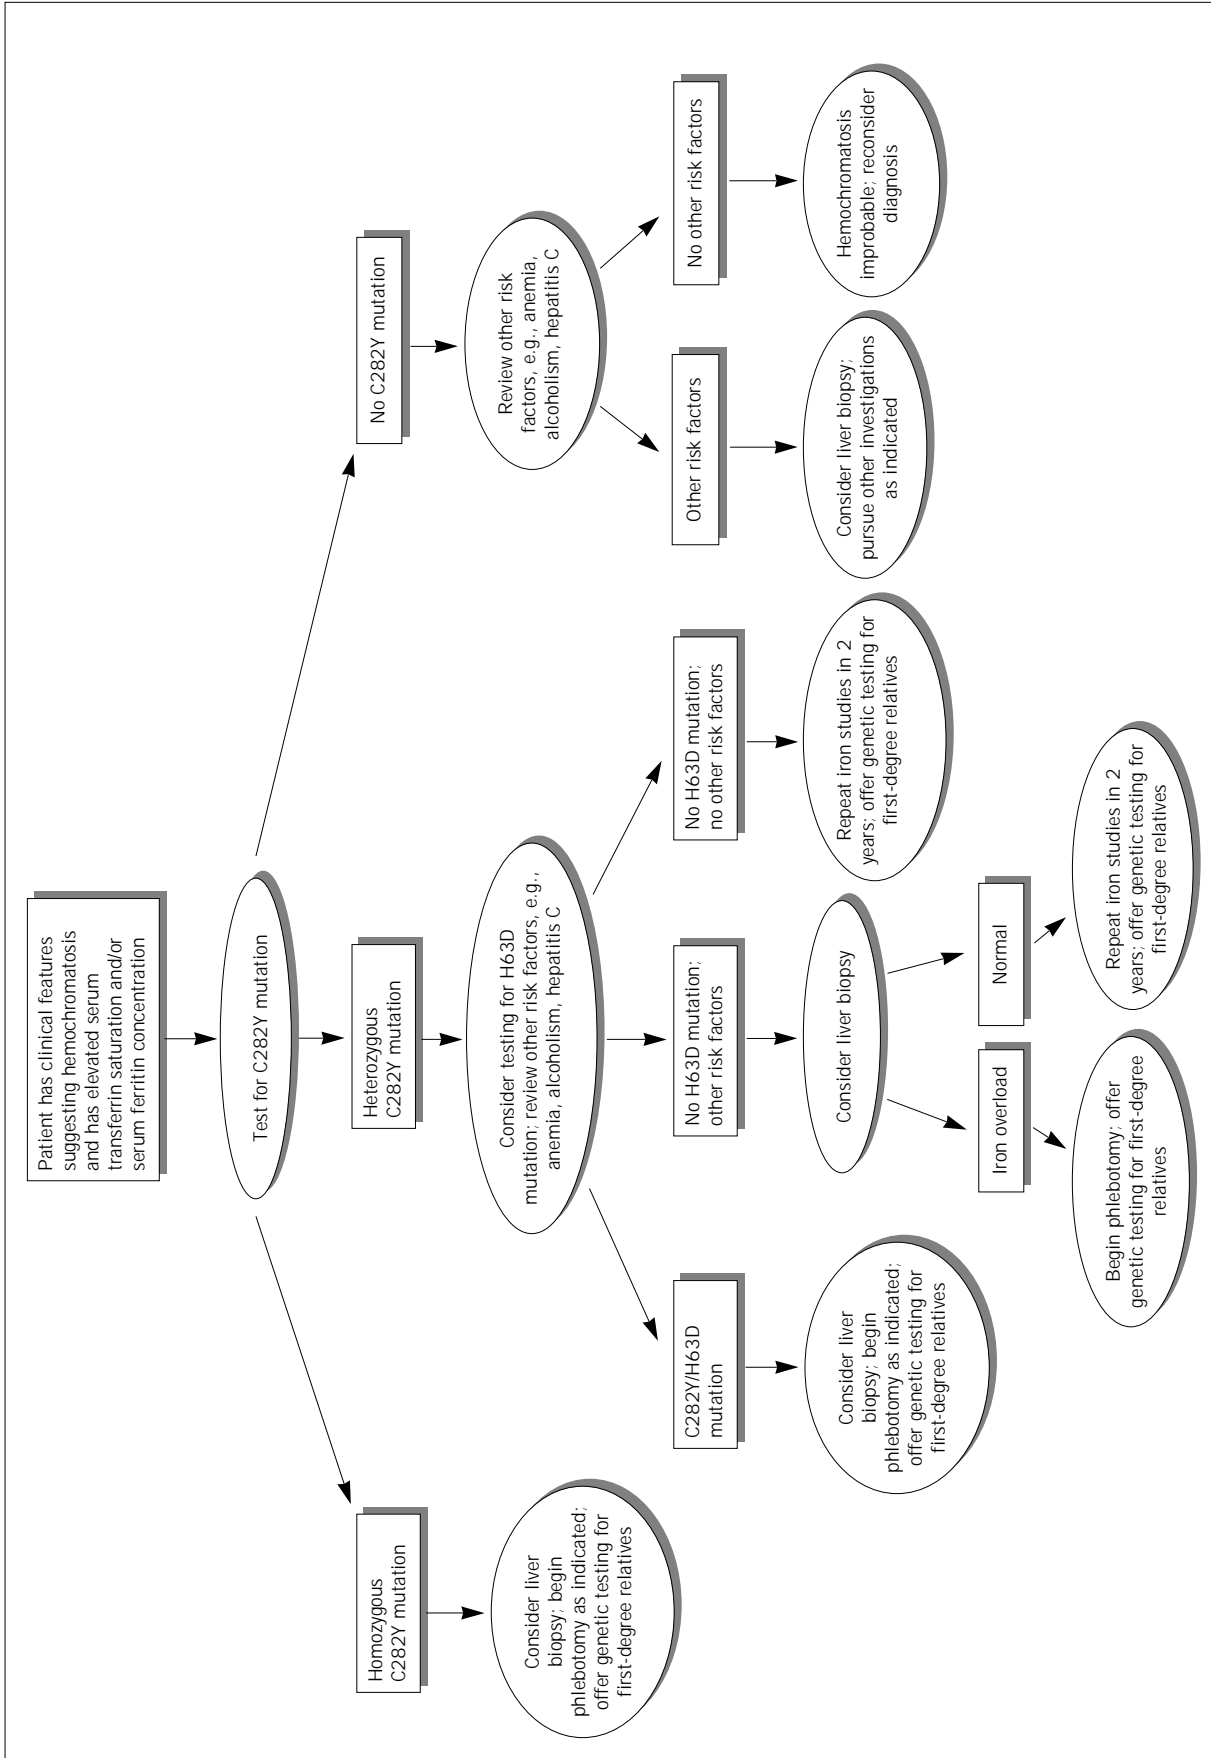 Patient has clinical features
suggesting hemochromatosis
and has elevated serum
transferrin saturation and/or
serum ferritin concentration
Test for C282Y mutation
Homozygous
C282Y mutation
Heterozygous
C282Y mutation
No C282Y mutation
Consider liver
biopsy; begin
phlebotomy as indicated;
offer genetic testing for
first-degree relatives
Consider testing for H63D
mutation; review other risk factors, e.g.,
anemia, alcoholism, hepatitis C
Review other risk
factors, e.g., anemia,
alcoholism, hepatitis C
C282Y/H63D
mutation
No H63D mutation;
other risk factors
No H63D mutation;
no other risk factors
Other risk factors
No other risk factors
Consider liver
biopsy; begin
phlebotomy as indicated;
offer genetic testing for
first-degree relatives
Consider liver biopsy
Repeat iron studies in 2
years; offer genetic testing for
first-degree relatives
Consider liver biopsy;
pursue other investigations
as indicated
Hemochromatosis
improbable; reconsider
diagnosis
Iron overload
Normal
Begin phlebotomy; offer
genetic testing for first-degree
relatives
Repeat iron studies in 2
years; offer genetic testing for
first-degree relatives